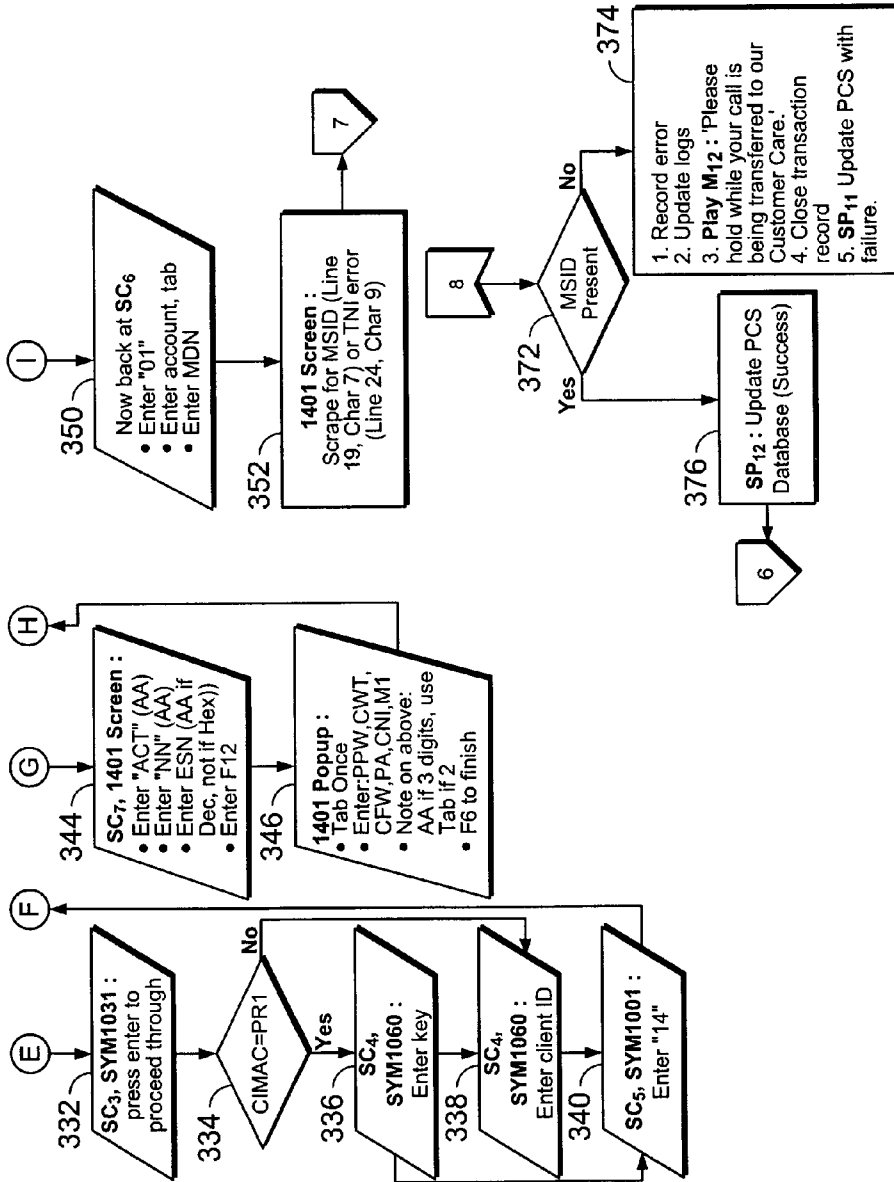 E
332
SC3, SYM1031 :
press enter to
proceed through
334
CIMAC=PR1
No
Yes
336
SC4,
SYM1060 :
Enter key
338
SC4,
SYM1060 :
Enter client ID
340
SC5, SYM1001 :
Enter "14"
F
G
344
SC7, 1401 Screen :
• Enter "ACT" (AA)
• Enter "NN" (AA)
• Enter ESN (AA if
Dec, not if Hex))
• Enter F12
346
1401 Popup :
• Tab Once
• Enter:PPW,CWT,
CFW,PA,CNI,M1
• Note on above:
AA if 3 digits, use
Tab if 2
• F6 to finish
H
I
350
Now back at SC6
• Enter "01"
• Enter account, tab
• Enter MDN
352
1401 Screen :
Scrape for MSID (Line
19, Char 7) or TNI error
(Line 24, Char 9)
7
8
372
MSID
Present
No
Yes
374
1. Record error
2. Update logs
3. Play M12 : 'Please
hold while your call is
being transferred to our
Customer Care.'
4. Close transaction
record
5. SP11 Update PCS with
failure.
376
SP12 : Update PCS
Database (Success)
6